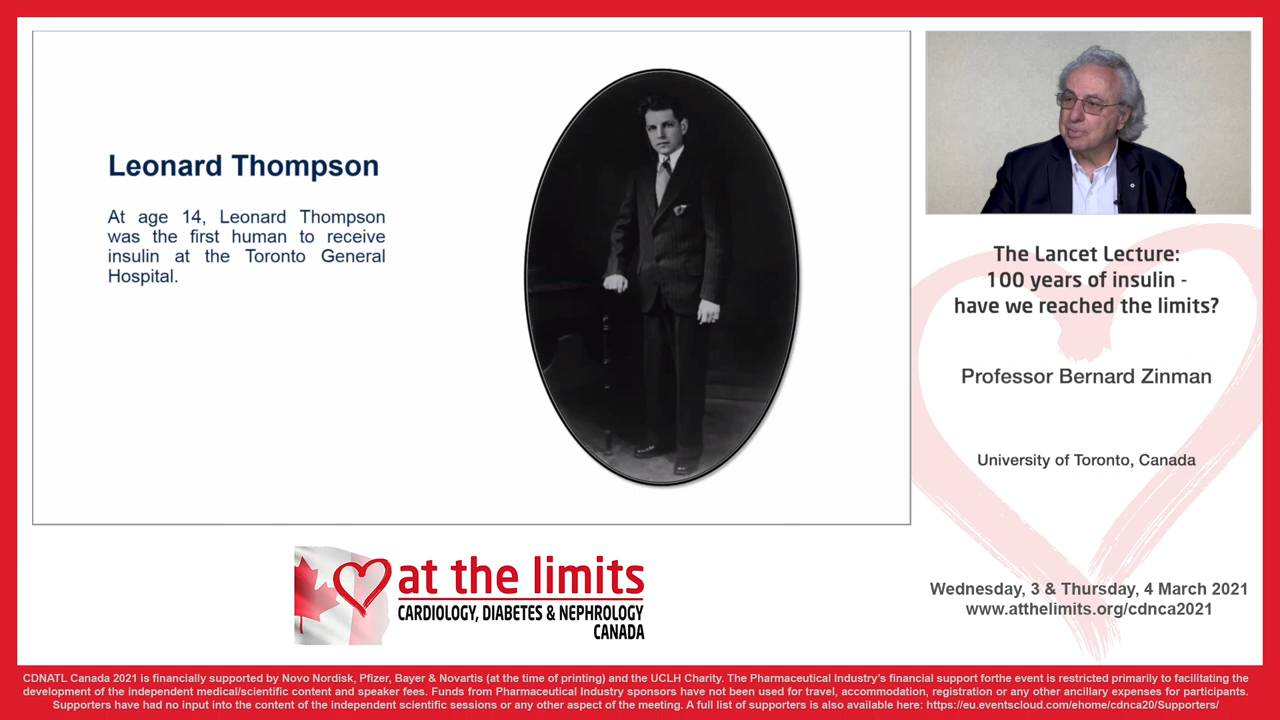 Leonard Thompson
At age 14, Leonard Thompson
was the first human to receive
insulin at the Toronto General
Hospital.
The Lancet Lecture:
100 years of insulin -
have we reached the limits?
Professor Bernard Zinman
University of Toronto, Canada
Wednesday, 3 & Thursday, 4 March 2021
www.atthelimits.org/cdnca2021
at the limits
CARDIOLOGY, DIABETES & NEPHROLOGY
CANADA
CDNATL Canada 2021 is financially supported by Novo Nordisk, Pfizer, Bayer & Novartis (at the time of printing) and the UCLH Charity. The Pharmaceutical Industry's financial support forthe event is restricted primarily to facilitating the
development of the independent medical/scientific content and speaker fees. Funds from Pharmaceutical Industry sponsors have not been used for travel, accommodation, registration or any other ancillary expenses for participants.
Supporters have had no input into the content of the independent scientific sessions or any other aspect of the meeting. A full list of supporters is also available here: https://eu.eventscloud.com/ehome/cdnca20/Supporters/